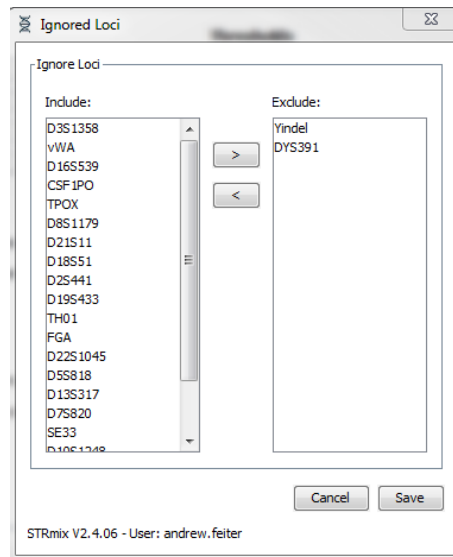 Ignored Loci
Ignore Loci
Include:
D3S1358
vWA
D16S539
CSF1PO
TPOX
D8S1179
D21S11
D18S51
D2S441
D19S433
TH01
FGA
D22S1045
D5S818
D13S317
D7S820
SE33
D10S1248
>
<
Exclude:
Yindel
DYS391
Cancel
Save
STRmix V2.4.06 - User: andrew.feiter